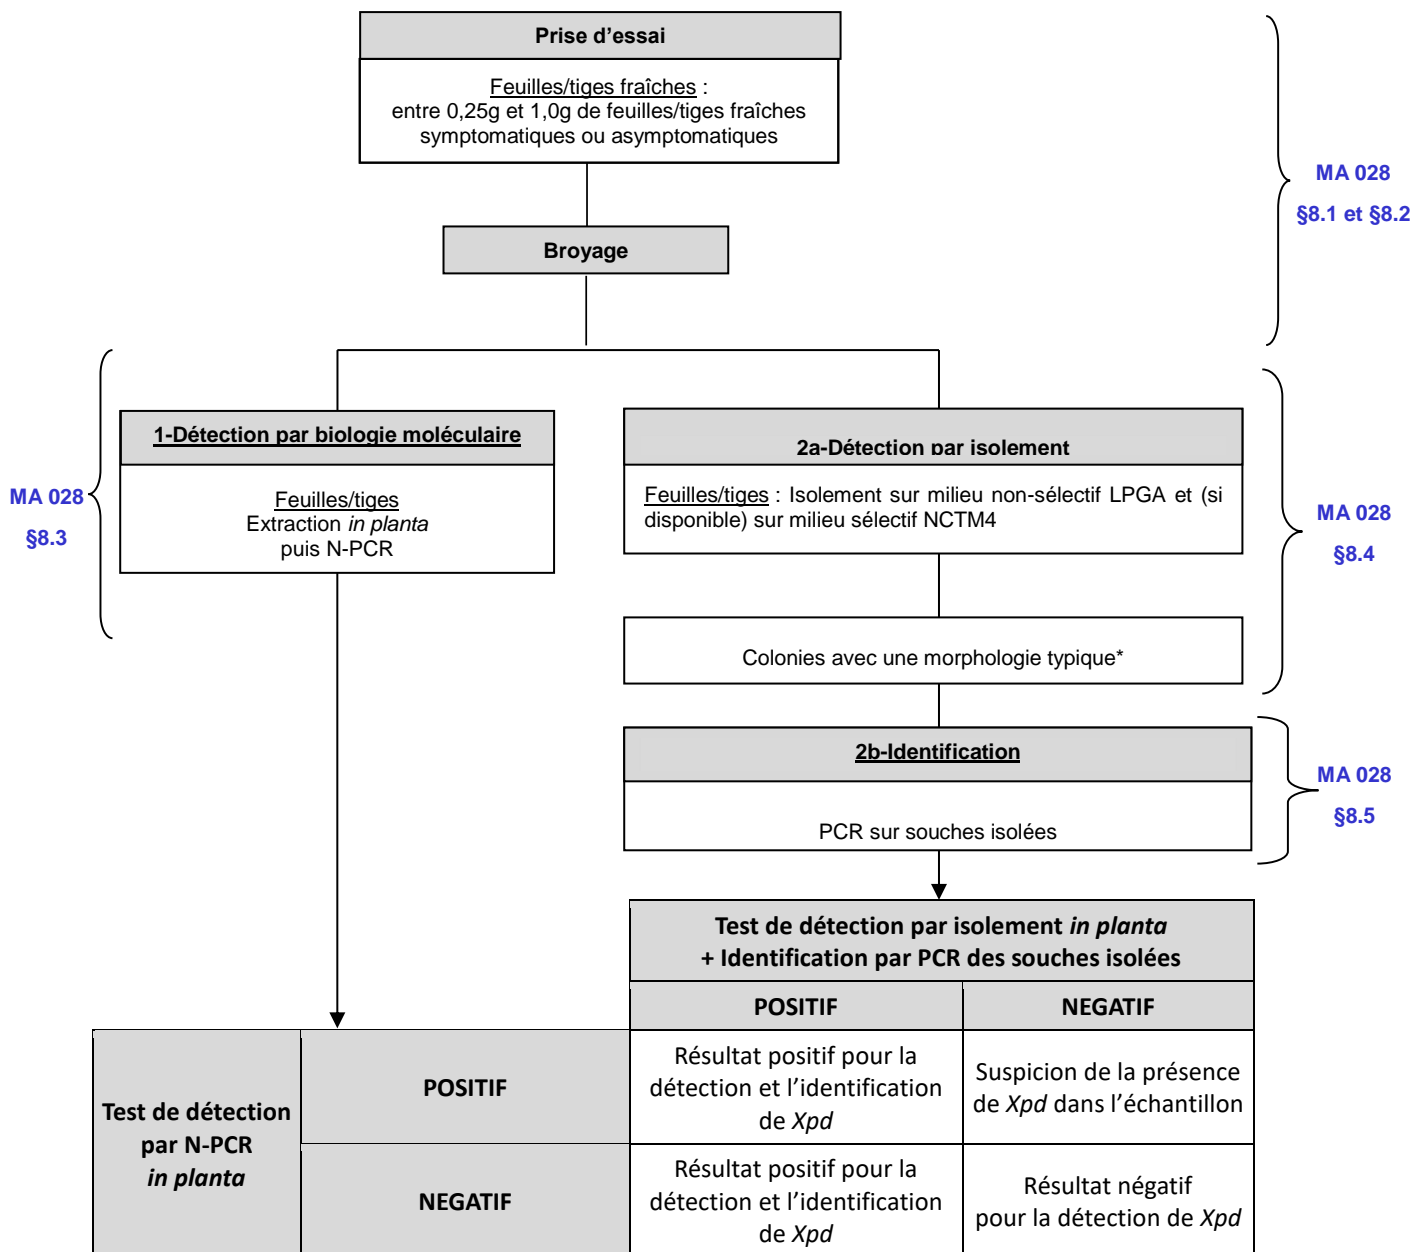 Prise d’essai
Feuilles/tiges fraîches :
entre 0,25g et 1,0g de feuilles/tiges fraîches
symptomatiques ou asymptomatiques
MA 028
§8.1 et §8.2
Broyage
1-Détection par biologie moléculaire
Feuilles/tiges
Extraction in planta
puis N-PCR
MA 028
§8.3
2a-Détection par isolement
Feuilles/tiges : Isolement sur milieu non-sélectif LPGA et (si
disponible) sur milieu sélectif NCTM4
MA 028
§8.4
Colonies avec une morphologie typique*
2b-Identification
PCR sur souches isolées
MA 028
§8.5
Test de détection par isolement in planta
+ Identification par PCR des souches isolées
POSITIF
NEGATIF
Test de détection
par N-PCR
in planta
POSITIF
Résultat positif pour la
détection et l’identification
de Xpd
Suspicion de la présence
de Xpd dans l’échantillon
NEGATIF
Résultat positif pour la
détection et l’identification
de Xpd
Résultat négatif
pour la détection de Xpd